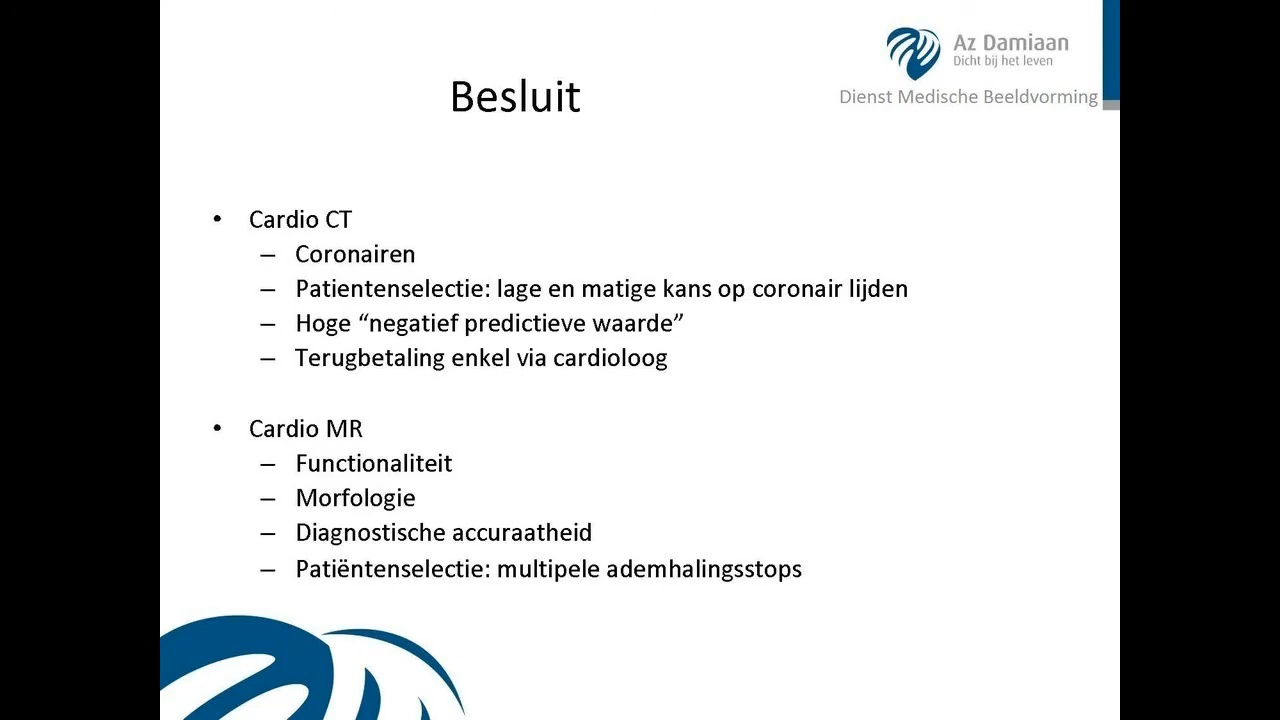 Az Damiaan
Dicht bij het leven
Dienst Medische Beeldvorming
Besluit
• Cardio CT
– Coronairen
– Patientenselectie: lage en matige kans op coronair lijden
– Hoge “negatief predictieve waarde”
– Terugbetaling enkel via cardioloog
• Cardio MR
– Functionaliteit
– Morfologie
– Diagnostische accuraatheid
– Patiëntenselectie: multipele ademhalingsstops